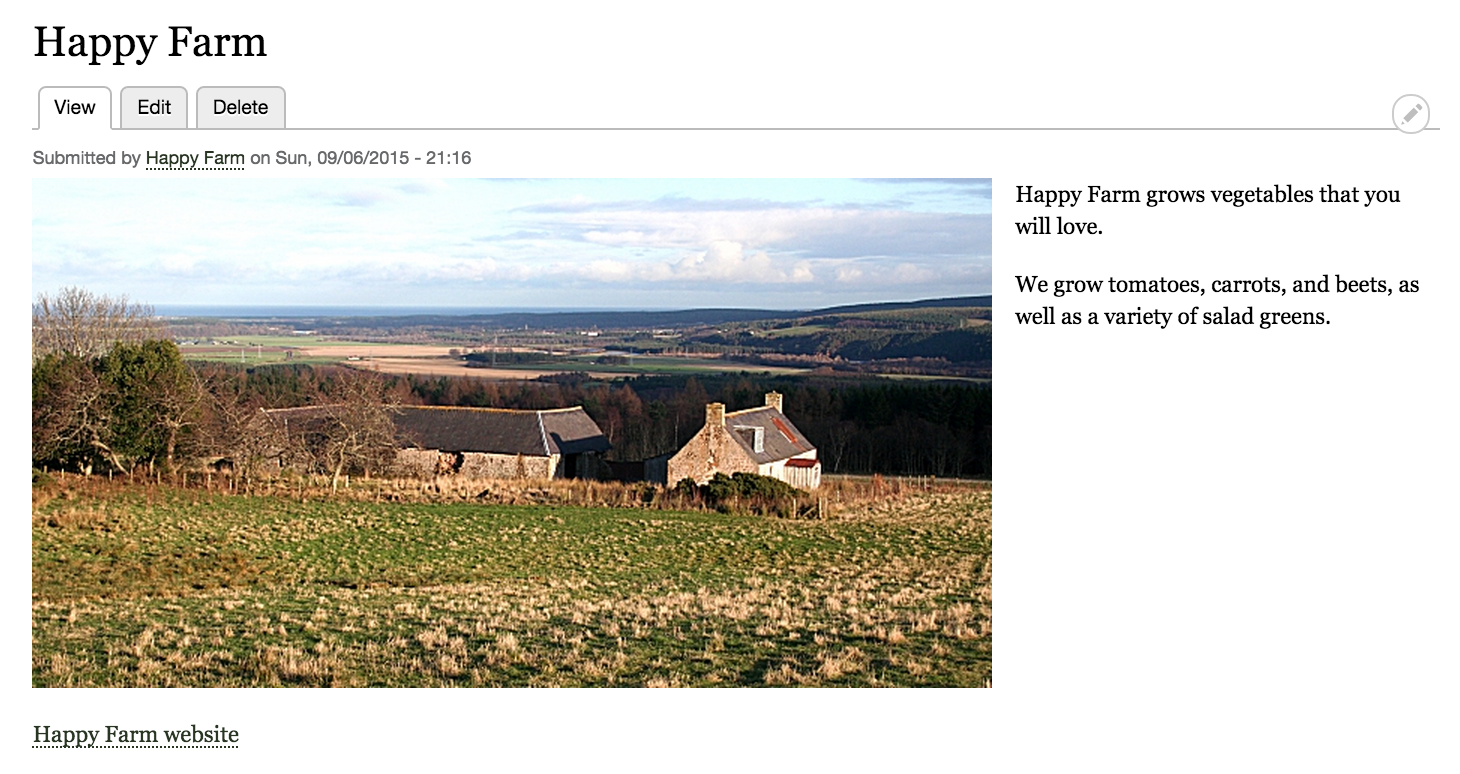 Happy Farm
View Edit Delete
Submitted by Happy Farm on Sun, 09/06/2015 - 21:16
Happy Farm grows vegetables that you
will love.
We grow tomatoes, carrots, and beets, as
well as a variety of salad greens.
Happy Farm website